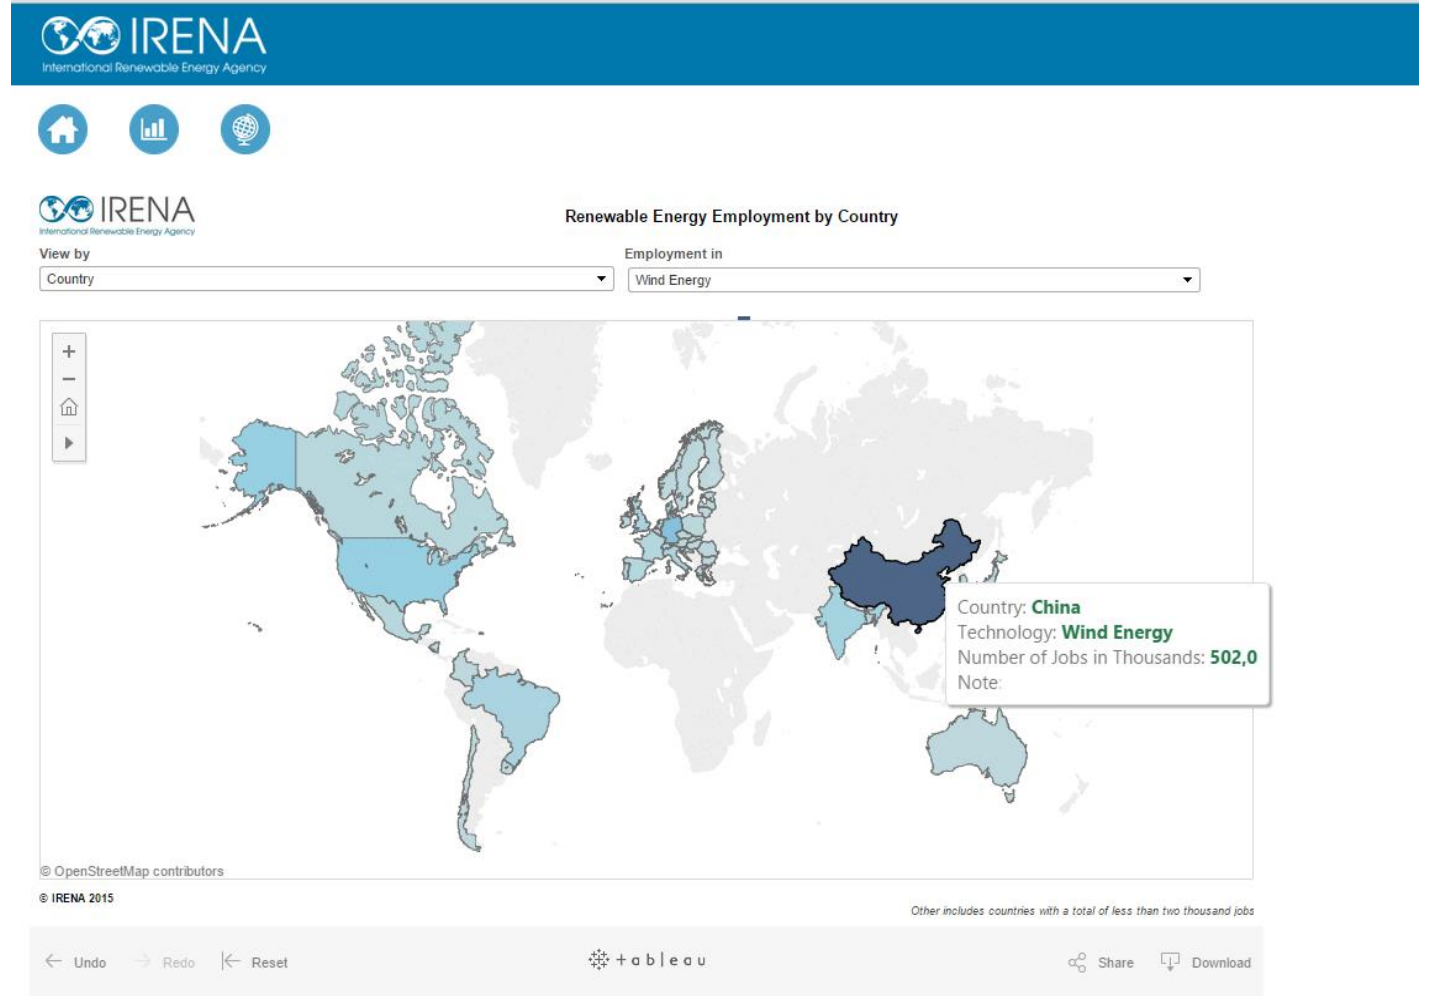 IRENA
International Renewable Energy Agency
IRENA
International Renewable Energy Agency
Renewable Energy Employment by Country
View by
Employment in
Country
Wind Energy
+
−
Country: China
Technology: Wind Energy
Number of Jobs in Thousands: 502,0
Note:
© OpenStreetMap contributors
© IRENA 2015
Other includes countries with a total of less than two thousand jobs
Undo
Redo
Reset
+ableau
Share
Download